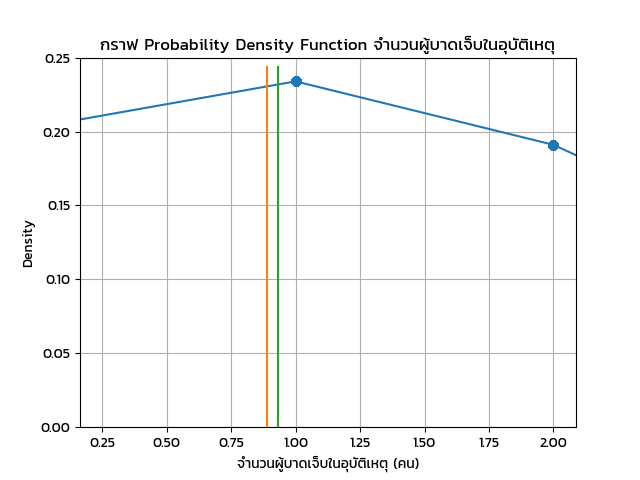 กราฟ Probability Density Function จำนวนผู้บาดเจ็บในอุบัติเหตุ
0.25
0.20
0.15
0.10
0.05
0.00
Density
0.25 0.50 0.75 1.00 1.25 1.50 1.75 2.00
จำนวนผู้บาดเจ็บในอุบัติเหตุ (คน)